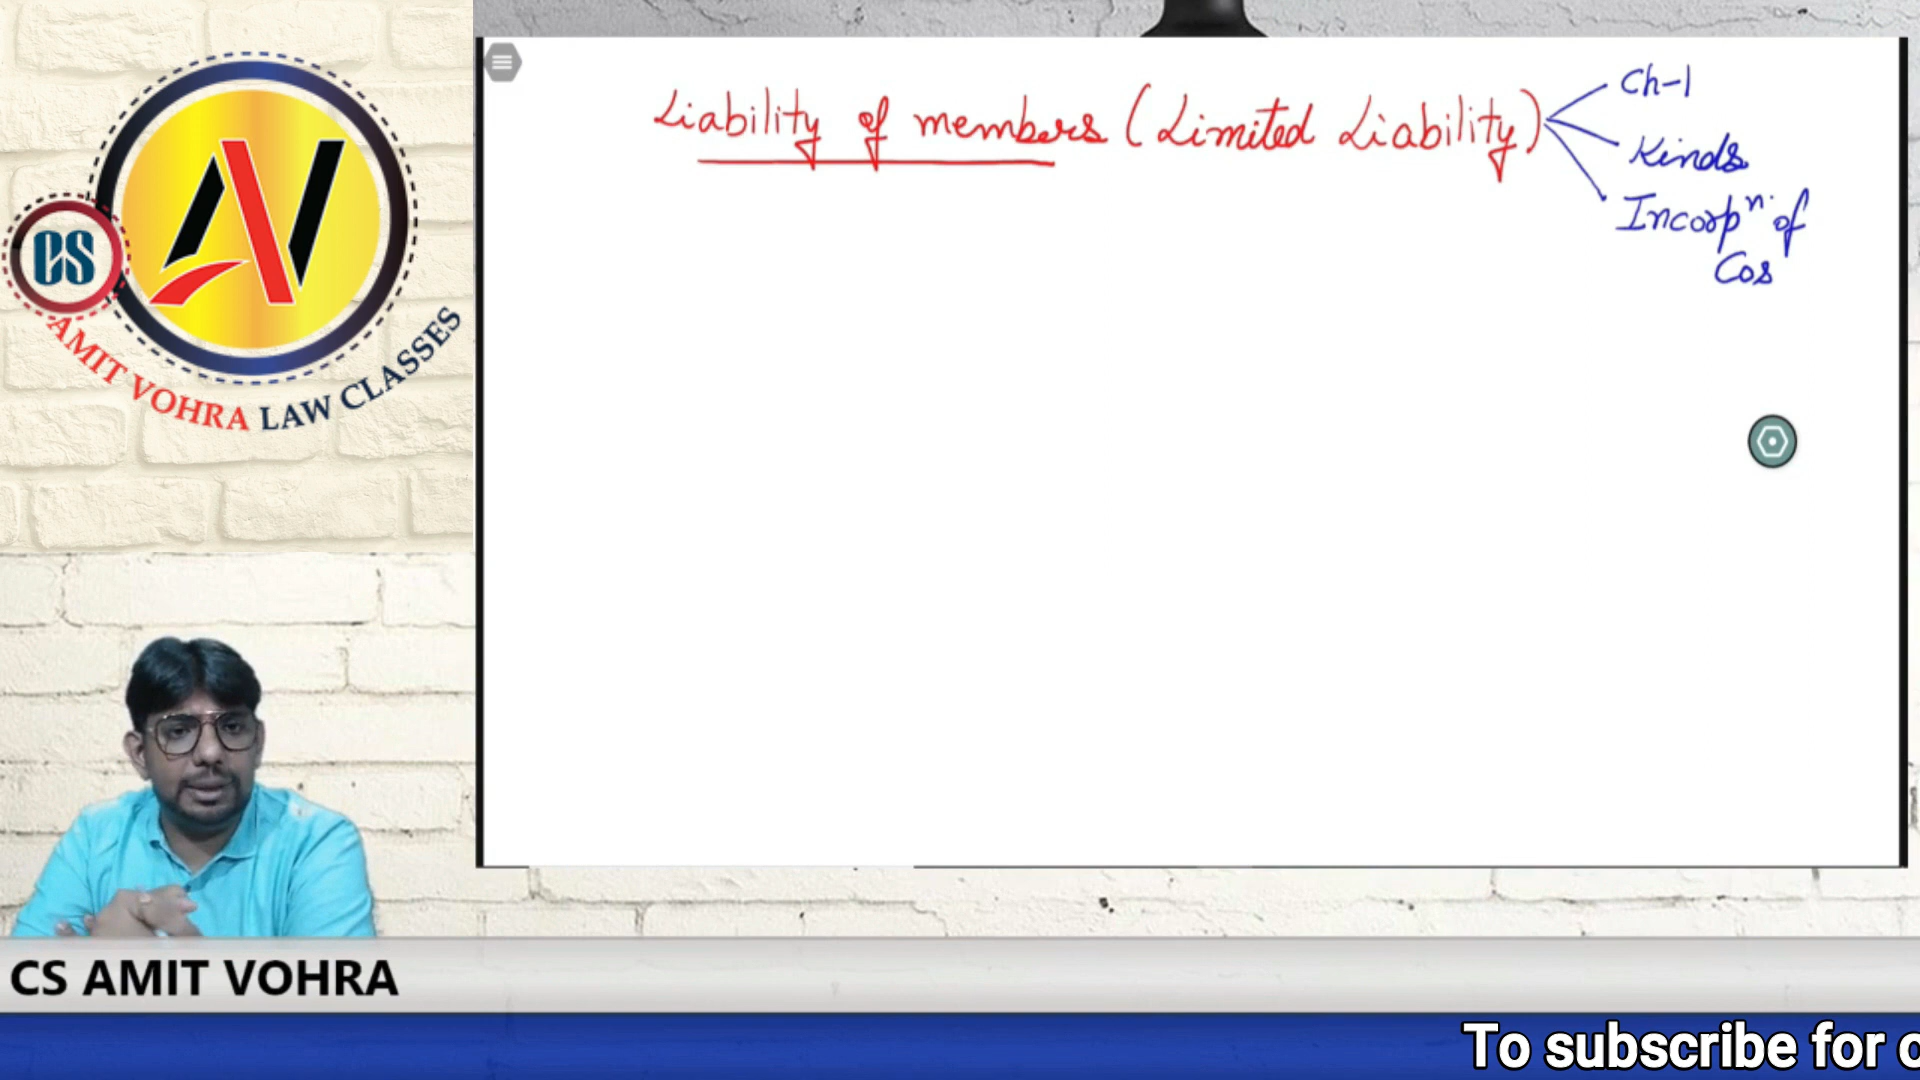 CS
AMIT VOHRA LAW CLASSES
Liability of members (Limited Liability)
Ch-1
Kinds
Incorpⁿ. of
Cos
CS AMIT VOHRA
To subscribe for o